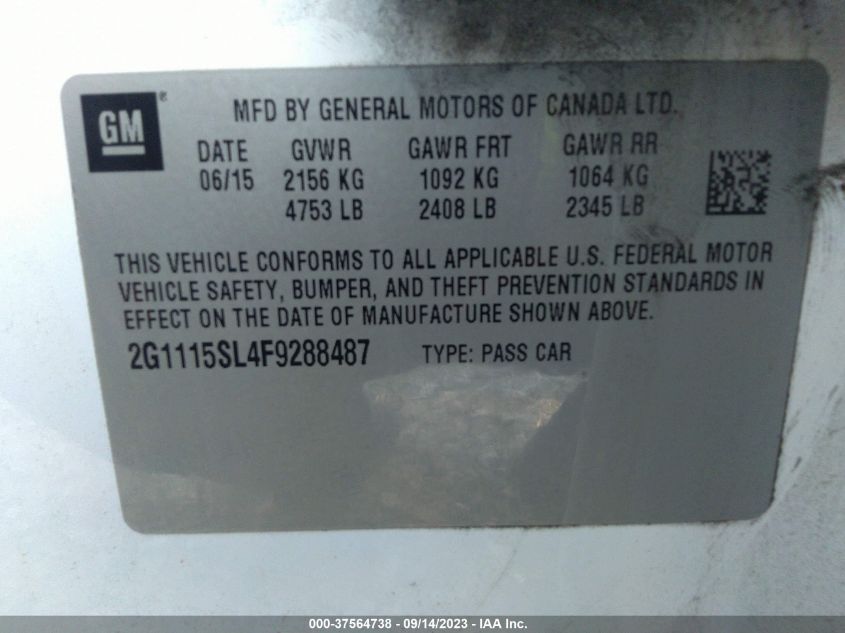 GM ® MFD BY GENERAL MOTORS OF CANADA LTD.
DATE GVWR GAWR FRT GAWR RR
06/15 2156 KG 1092 KG 1064 KG
4753 LB 2408 LB 2345 LB
THIS VEHICLE CONFORMS TO ALL APPLICABLE U.S. FEDERAL MOTOR
VEHICLE SAFETY, BUMPER, AND THEFT PREVENTION STANDARDS IN
EFFECT ON THE DATE OF MANUFACTURE SHOWN ABOVE.
2G1115SL4F9288487 TYPE: PASS CAR
000-37564738 - 09/14/2023 - IAA Inc.